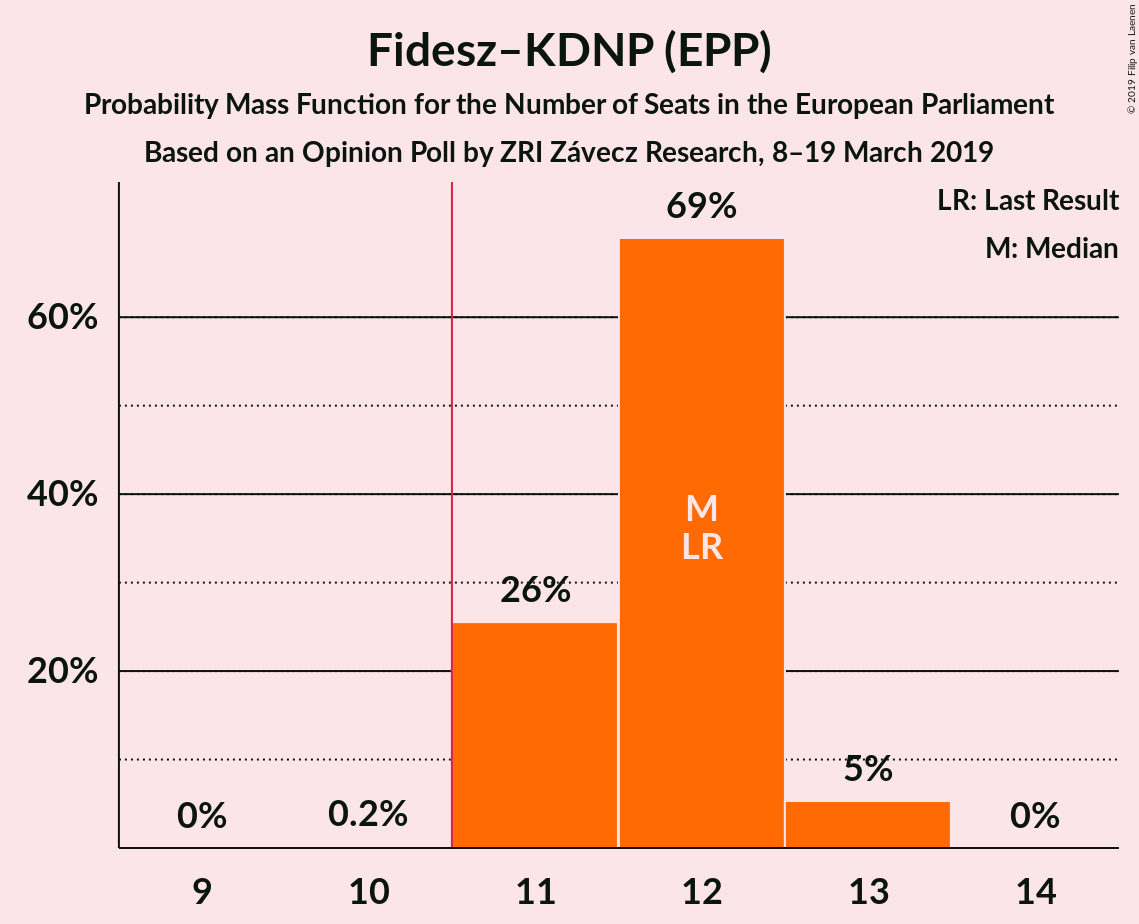 Fidesz–KDNP (EPP)
Probability Mass Function for the Number of Seats in the European Parliament
Based on an Opinion Poll by ZRI Závecz Research, 8–19 March 2019
© 2019 Filip van Laenen
LR: Last Result
M: Median
60%
40%
20%
0%
0.2%
26%
69%
M
LR
5%
0%
9
10
11
12
13
14